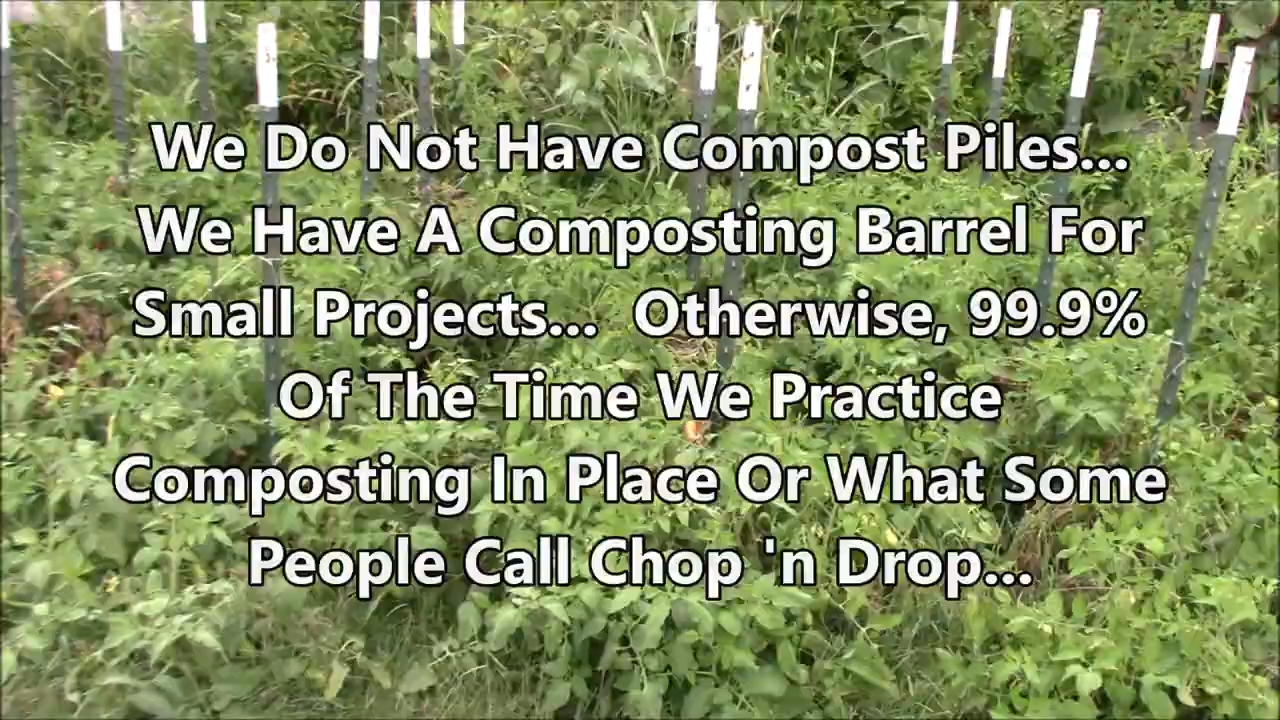 We Do Not Have Compost Piles...
We Have A Composting Barrel For
Small Projects...  Otherwise, 99.9%
Of The Time We Practice
Composting In Place Or What Some
People Call Chop 'n Drop...